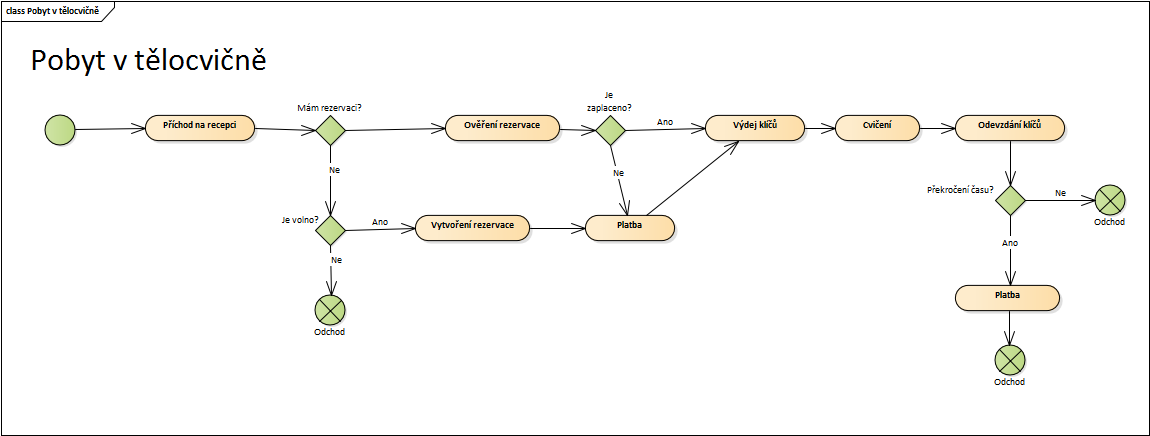 class Pobyt v tělocvičně
Pobyt v tělocvičně
Mám rezervaci?
Je
zaplaceno?
Příchod na recepci
Ověření rezervace
Ano
Výdej klíčů
Cvičení
Odevzdání klíčů
Ne
Ne
Překročení času?
Ne
Odchod
Je volno?
Ano
Vytvoření rezervace
Platba
Ne
Ano
Odchod
Platba
Odchod